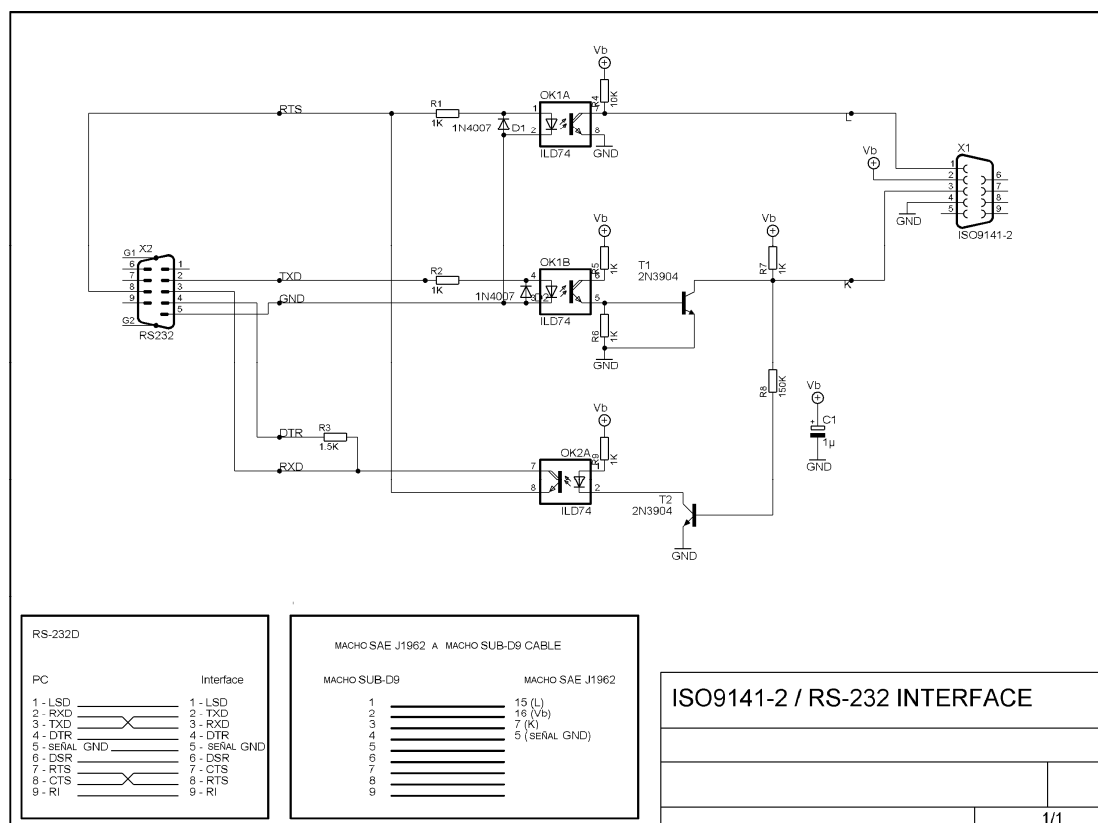 Vb
OK1A
R4
10K
RTS
R1
1K
1N4007
D1
1
2
7
8
ILD74
GND
L
Vb
X1
1
2
3
4
5
6
7
8
9
GND
ISO9141-2
G1
X2
6
7
8
9
1
2
3
4
5
G2
RS232
TXD
GND
R2
1K
1N4007
D2
OK1B
4
6
5
ILD74
Vb
R5
1K
R6
1K
GND
T1
2N3904
Vb
R7
1K
K
R8
150K
Vb
+
C1
1µ
GND
DTR
R3
1.5K
RXD
Vb
OK2A
R9
1K
7
8
1
2
ILD74
T2
2N3904
GND
RS-232D
PC Interface
1 - LSD 1 - LSD
2 - RXD 2 - TXD
3 - TXD 3 - RXD
4 - DTR 4 - DTR
5 - SEÑAL GND 5 - SEÑAL GND
6 - DSR 6 - DSR
7 - RTS 7 - CTS
8 - CTS 8 - RTS
9 - RI 9 - RI
MACHO SAE J1962 A MACHO SUB-D9 CABLE
MACHO SUB-D9 MACHO SAE J1962
1 15 (L)
2 16 (Vb)
3 7 (K)
4 5 (SEÑAL GND)
5
6
7
8
9
ISO9141-2 / RS-232 INTERFACE
1/1